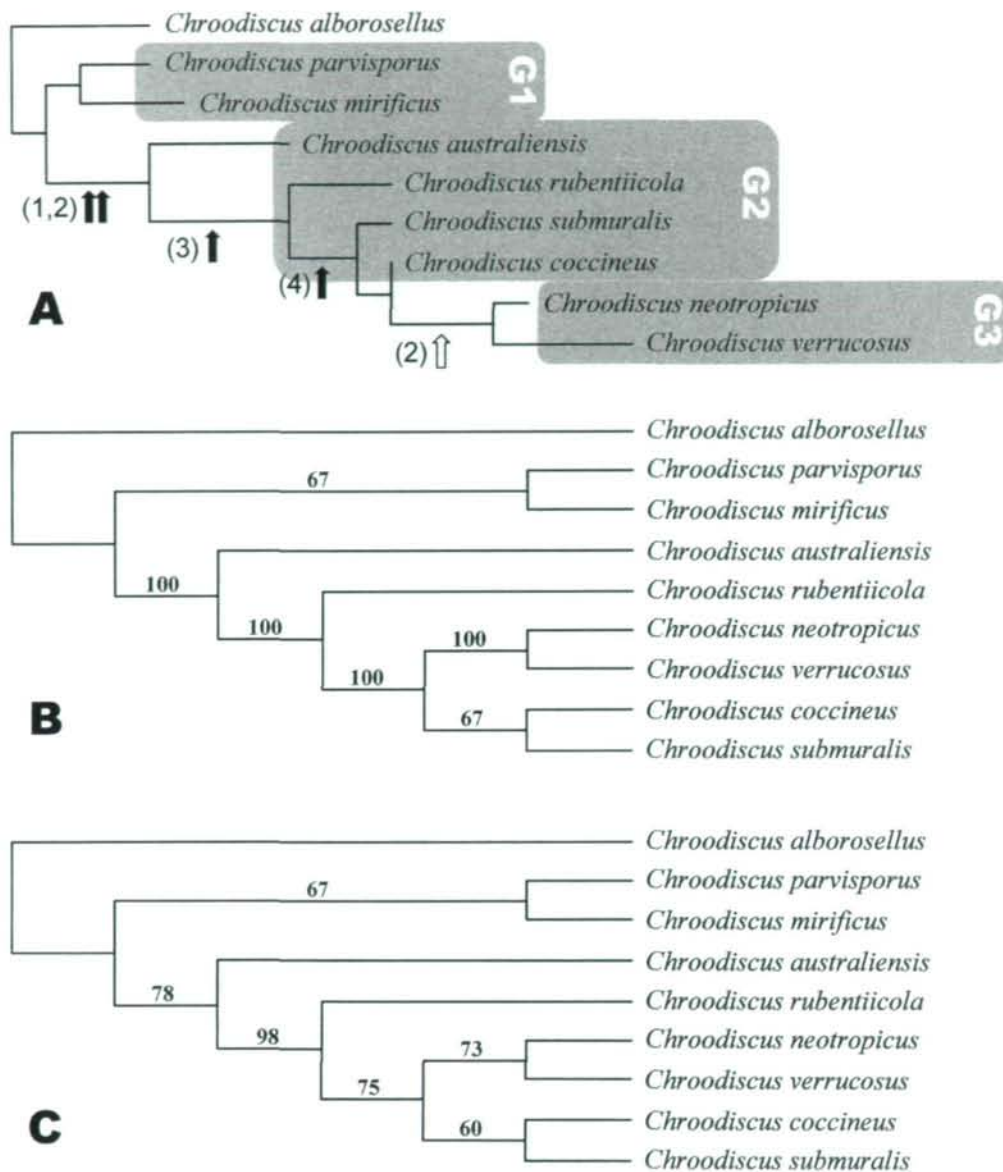 Chroodiscus alborosellus
Chroodiscus parvisporus
G1
Chroodiscus mirificus
Chroodiscus australiensis
Chroodiscus rubentiicola
G2
(1,2)
Chroodiscus submuralis
(3)
Chroodiscus coccineus
(4)
A
Chroodiscus neotropicus
G3
Chroodiscus verrucosus
(2)
Chroodiscus alborosellus
67
Chroodiscus parvisporus
Chroodiscus mirificus
Chroodiscus australiensis
100
Chroodiscus rubentiicola
100
100
Chroodiscus neotropicus
Chroodiscus verrucosus
100
B
67
Chroodiscus coccineus
Chroodiscus submuralis
Chroodiscus alborosellus
67
Chroodiscus parvisporus
Chroodiscus mirificus
Chroodiscus australiensis
78
Chroodiscus rubentiicola
98
73
Chroodiscus neotropicus
Chroodiscus verrucosus
75
C
60
Chroodiscus coccineus
Chroodiscus submuralis